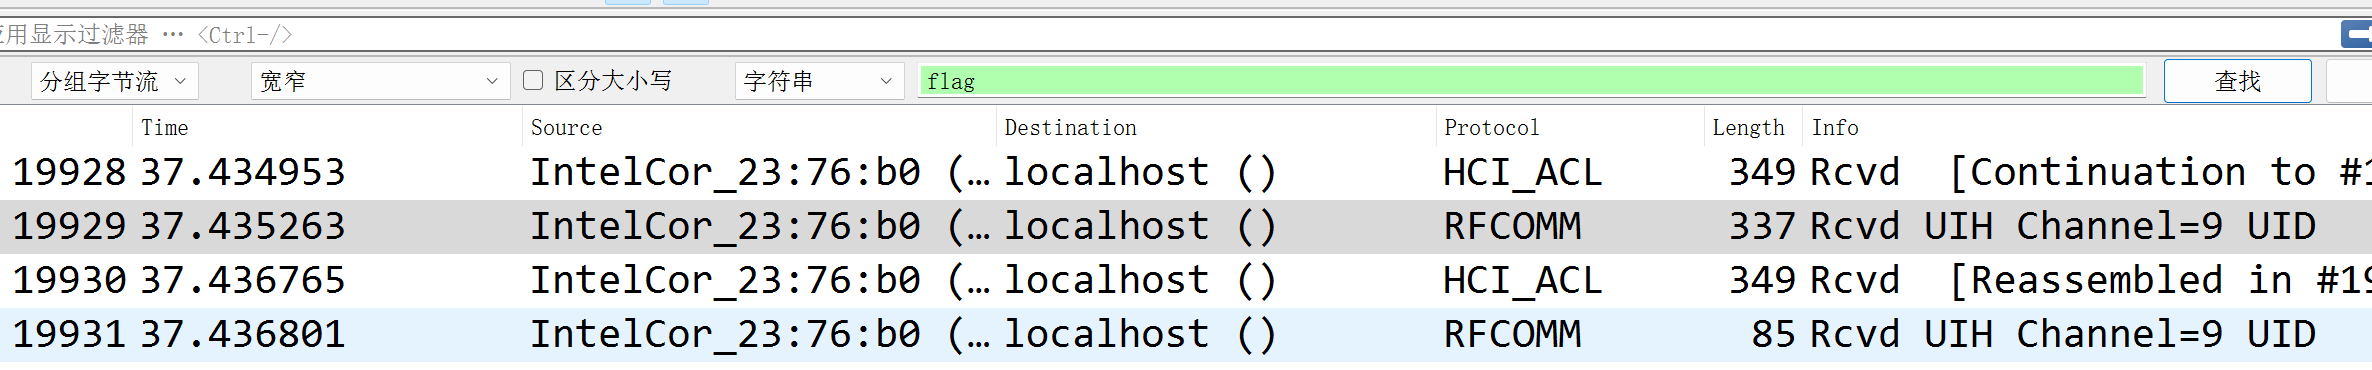 应用显示过滤器 … <Ctrl-/>
分组字节流 宽窄 区分大小写 字符串 flag 查找
Time Source Destination Protocol Length Info
19928 37.434953 IntelCor_23:76:b0 (… localhost () HCI_ACL 349 Rcvd [Continuation to #1
19929 37.435263 IntelCor_23:76:b0 (… localhost () RFCOMM 337 Rcvd UIH Channel=9 UID
19930 37.436765 IntelCor_23:76:b0 (… localhost () HCI_ACL 349 Rcvd [Reassembled in #19
19931 37.436801 IntelCor_23:76:b0 (… localhost () RFCOMM 85 Rcvd UIH Channel=9 UID